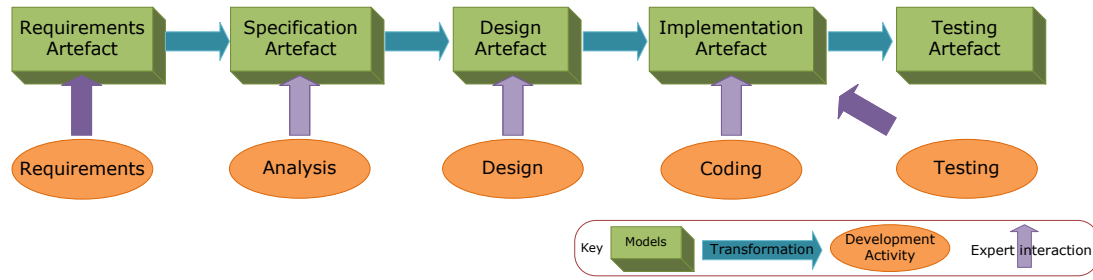 Requirements
Artefact
Specification
Artefact
Design
Artefact
Implementation
Artefact
Testing
Artefact
Requirements
Analysis
Design
Coding
Testing
Key
Models
Transformation
Development
Activity
Expert interaction